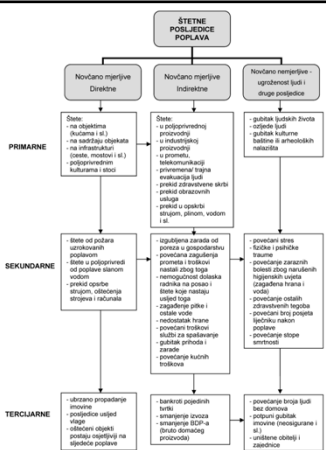 ŠTETNE
POSLJEDICE
POPLAVA
Novčano mjerljive
Direktne
Novčano mjerljive
Indirektne
Novčano nemjerljive -
ugroženost ljudi i
druge posljedice
PRIMARNE
Štete:
- na objektima
(kućama i sl.)
- na sadržaju objekata
- na infrastrukturi
(ceste, mostovi i sl.)
- poljoprivrednim
kulturama i stoci
Štete:
- u poljoprivrednoj
proizvodnji
- u industrijskoj
proizvodnji
- u prometu,
telekomunikaciji
- privremena/ trajna
evakuacija ljudi
- prekid zdravstvene skrbi
- prekid obrazovnih
usluga
- prekid u opskrbi
strujom, plinom, vodom
i sl.
- gubitak ljudskih života
- ozljede ljudi
- gubitak kulturne
baštine ili arheoloških
nalazišta
SEKUNDARNE
- štete od požara
uzrokovanih
poplavom
- štete u poljoprivredi
od poplave slanom
vodom
- prekid opsrbe
strujom, oštećenja
strojeva i računala
- izgubljena zarada od
poreza u gospodarstvu
- povećana zagušenja
prometa i troškovi
nastali zbog toga
- nemogućnost dolaska
radnika na posao i
štete koje nastaju
uslijed toga
- zagađenje pitke i
ostale vode
- nedostatak hrane
- povećani troškovi
službi za spašavanje
- gubitak prihoda i
zarade
- povećanje kućnih
troškova
- povećani stres
- fizičke i psihičke
traume
- povećanje zaraznih
bolesti zbog narušenih
higijenskih uvjeta
(zagađena hrana i
voda)
- povećanje ostalih
zdravstvenih tegoba
- povećani broj posjeta
liječniku nakon
poplave
- povećanje stope
smrtnosti
TERCIJARNE
- ubrzano propadanje
imovine
- posljedice usljed
vlage
- oštećeni objekti
postaju osjetljiviji na
sljedeće poplave
- bankroti pojedinih
tvrtki
- smanjenje izvoza
- smanjenje BDP-a
(bruto domaćeg
proizvoda)
- povećanje broja ljudi
bez domova
- potpuni gubitak
imovine (neosigurane i
sl.)
- uništene obitelji i
zajednice